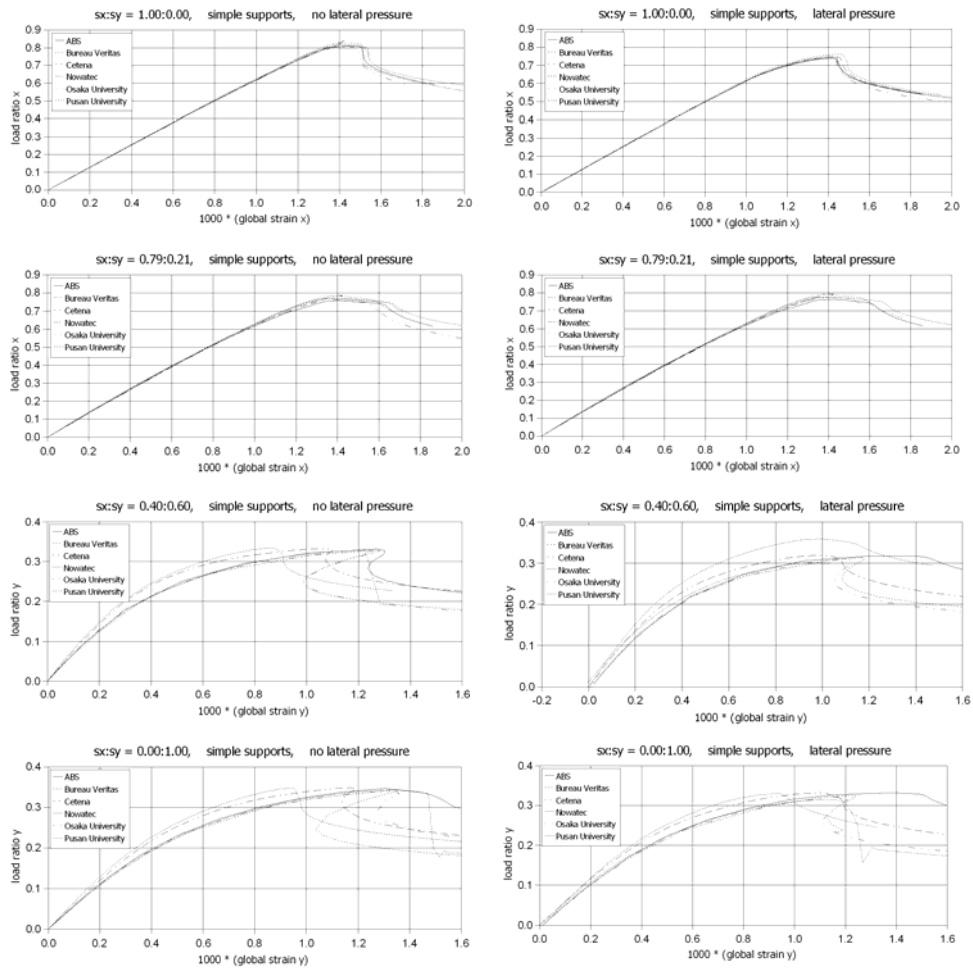 sx:sy = 1.00:0.00, simple supports, no lateral pressure
load ratio x
0.9
0.8
0.7
0.6
0.5
0.4
0.3
0.2
0.1
0.0
ABS
Bureau Veritas
Cetena
Nowatec
Osaka University
Pusan University
0.0 0.2 0.4 0.6 0.8 1.0 1.2 1.4 1.6 1.8 2.0
1000 * (global strain x)
sx:sy = 1.00:0.00, simple supports, lateral pressure
load ratio x
0.9
0.8
0.7
0.6
0.5
0.4
0.3
0.2
0.1
0.0
ABS
Bureau Veritas
Cetena
Nowatec
Osaka University
Pusan University
0.0 0.2 0.4 0.6 0.8 1.0 1.2 1.4 1.6 1.8 2.0
1000 * (global strain x)
sx:sy = 0.79:0.21, simple supports, no lateral pressure
load ratio x
0.9
0.8
0.7
0.6
0.5
0.4
0.3
0.2
0.1
0.0
ABS
Bureau Veritas
Cetena
Nowatec
Osaka University
Pusan University
0.0 0.2 0.4 0.6 0.8 1.0 1.2 1.4 1.6 1.8 2.0
1000 * (global strain x)
sx:sy = 0.79:0.21, simple supports, lateral pressure
load ratio x
0.9
0.8
0.7
0.6
0.5
0.4
0.3
0.2
0.1
0.0
ABS
Bureau Veritas
Cetena
Nowatec
Osaka University
Pusan University
0.0 0.2 0.4 0.6 0.8 1.0 1.2 1.4 1.6 1.8 2.0
1000 * (global strain x)
sx:sy = 0.40:0.60, simple supports, no lateral pressure
load ratio y
0.4
0.3
0.2
0.1
0.0
ABS
Bureau Veritas
Cetena
Nowatec
Osaka University
Pusan University
0.0 0.2 0.4 0.6 0.8 1.0 1.2 1.4 1.6
1000 * (global strain y)
sx:sy = 0.40:0.60, simple supports, lateral pressure
load ratio y
0.4
0.3
0.2
0.1
0.0
ABS
Bureau Veritas
Cetena
Nowatec
Osaka University
Pusan University
-0.2 0.0 0.2 0.4 0.6 0.8 1.0 1.2 1.4 1.6
1000 * (global strain y)
sx:sy = 0.00:1.00, simple supports, no lateral pressure
load ratio y
0.4
0.3
0.2
0.1
0.0
ABS
Bureau Veritas
Cetena
Nowatec
Osaka University
Pusan University
0.0 0.2 0.4 0.6 0.8 1.0 1.2 1.4 1.6
1000 * (global strain y)
sx:sy = 0.00:1.00, simple supports, lateral pressure
load ratio y
0.4
0.3
0.2
0.1
0.0
ABS
Bureau Veritas
Cetena
Nowatec
Osaka University
Pusan University
0.0 0.2 0.4 0.6 0.8 1.0 1.2 1.4 1.6
1000 * (global strain y)